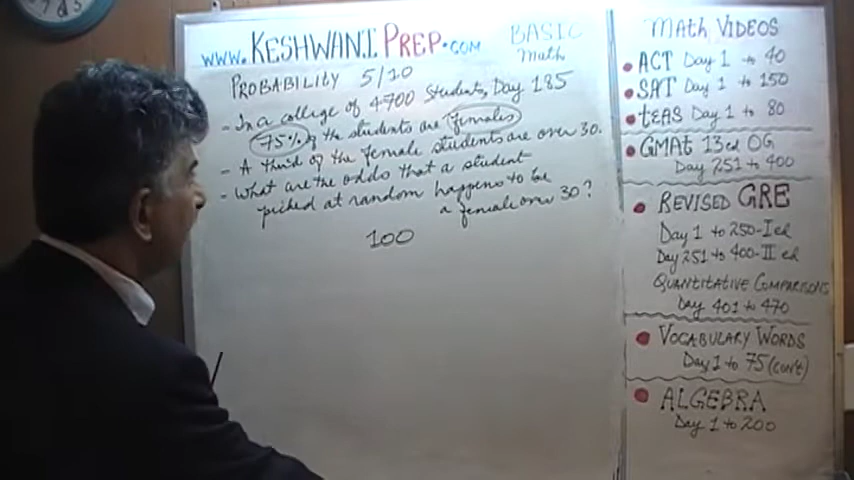 WWW.KESHWANI PREP.COM
BASIC
Math
PROBABILITY 5/10
Day 185
- In a college of 4700 students,
75% of the students are females
- A third of the female students are over 30.
- What are the odds that a student
picked at random happens to be
a female over 30?
100
MATH VIDEOS
ACT Day 1 to 40
SAT Day 1 to 150
tEAS Day 1 to 80
GMAt 13ed OG
Day 251 to 400
REVISED GRE
Day 1 to 250-I ed
Day 251 to 400-II ed
QUANTITATIVE COMPARISONS
Day 401 to 470
VOCABULARY WORDS
Day 1 to 75 (con't)
ALGEBRA
Day 1 to 200